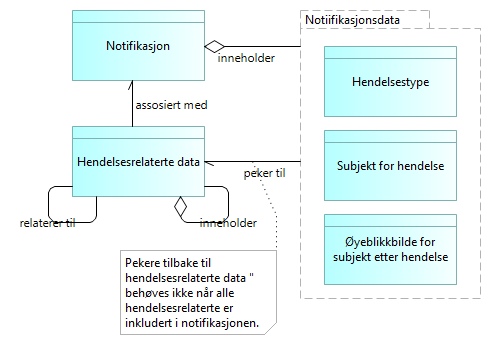 Notiifikasjonsdata
Notifikasjon
inneholder
Hendelsestype
assosiert med
Hendelsesrelaterte data
peker til
Subjekt for hendelse
relaterer til
inneholder
Øyeblikkbilde for
subjekt etter hendelse
Pekere tilbake til
hendelsesrelaterte data "
behøves ikke når alle
hendelsesrelaterte er
inkludert i notifikasjonen.